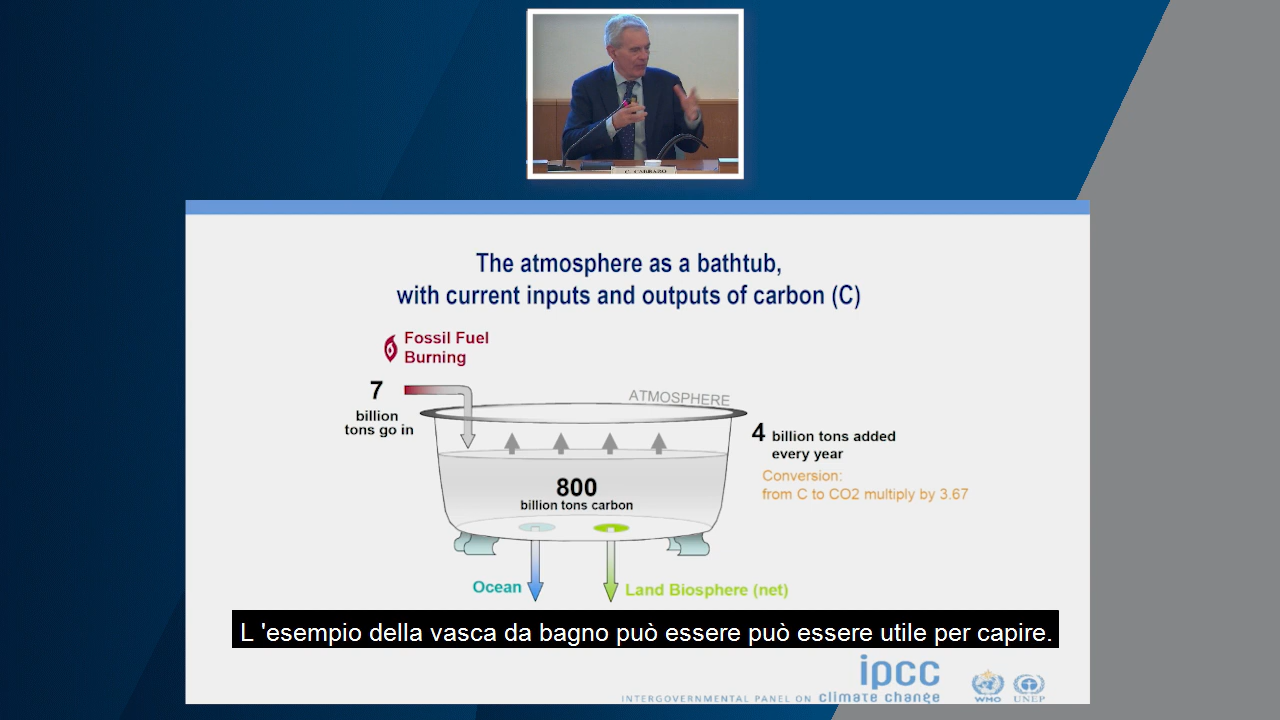 C. CARRARO
The atmosphere as a bathtub,
with current inputs and outputs of carbon (C)
Fossil Fuel
Burning
7
billion
tons go in
ATMOSPHERE
4 billion tons added
every year
Conversion:
from C to CO2 multiply by 3.67
800
billion tons carbon
Ocean
Land Biosphere (net)
L 'esempio della vasca da bagno può essere può essere utile per capire.
ipcc
INTERGOVERNMENTAL PANEL ON climate change
WMO
UNEP